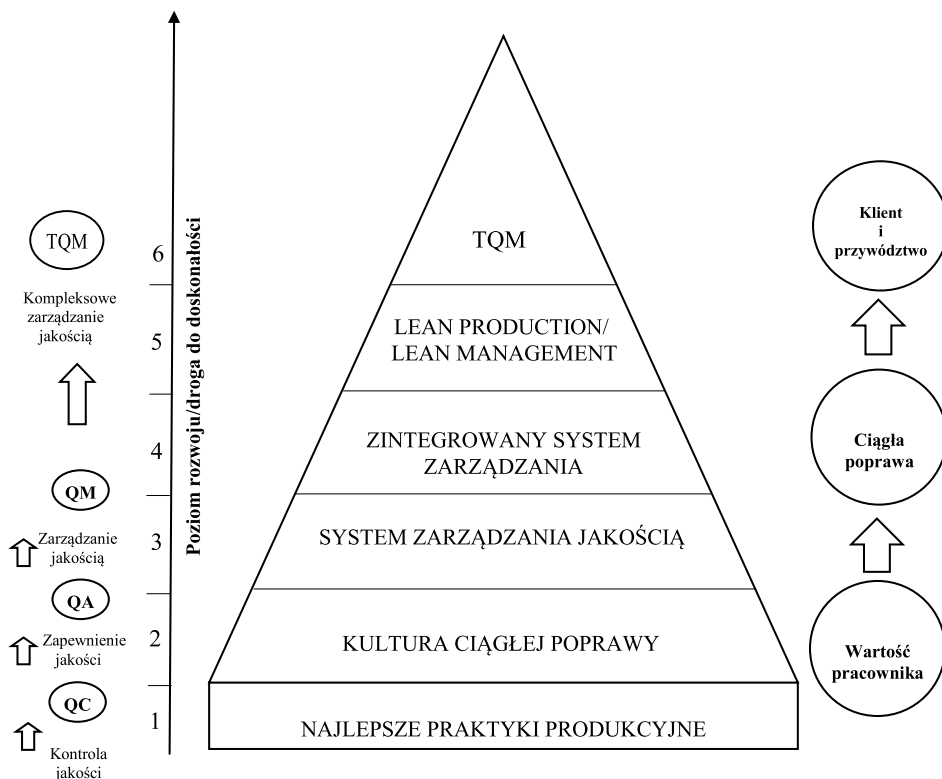 TQM
Kompleksowe
zarządzanie
jakością
QM
Zarządzanie
jakością
QA
Zapewnienie
jakości
QC
Kontrola
jakości
6
5
4
3
2
1
Poziom rozwoju/droga do doskonałości
TQM
LEAN PRODUCTION/
LEAN MANAGEMENT
ZINTEGROWANY SYSTEM
ZARZĄDZANIA
SYSTEM ZARZĄDZANIA JAKOŚCIĄ
KULTURA CIĄGŁEJ POPRAWY
NAJLEPSZE PRAKTYKI PRODUKCYJNE
Klient
i
przywództwo
Ciągła
poprawa
Wartość
pracownika